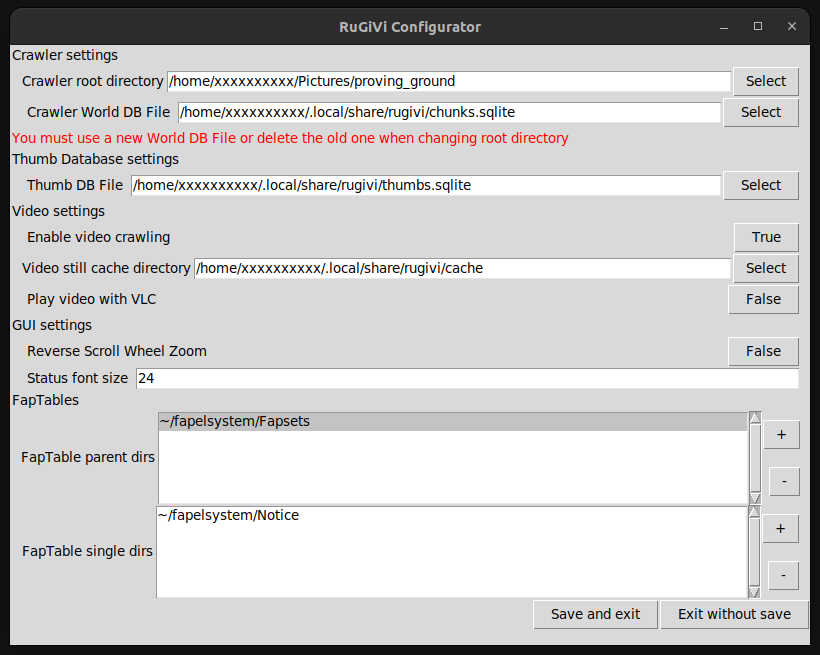 RuGiVi Configurator
Crawler settings
Crawler root directory /home/xxxxxxxxxx/Pictures/proving_ground Select
Crawler World DB File /home/xxxxxxxxxx/.local/share/rugivi/chunks.sqlite Select
You must use a new World DB File or delete the old one when changing root directory
Thumb Database settings
Thumb DB File /home/xxxxxxxxxx/.local/share/rugivi/thumbs.sqlite Select
Video settings
Enable video crawling True
Video still cache directory /home/xxxxxxxxxx/.local/share/rugivi/cache Select
Play video with VLC False
GUI settings
Reverse Scroll Wheel Zoom False
Status font size 24
FapTables
~/fapelsystem/Fapsets
+
FapTable parent dirs
-
~/fapelsystem/Notice
+
FapTable single dirs
-
Save and exit Exit without save